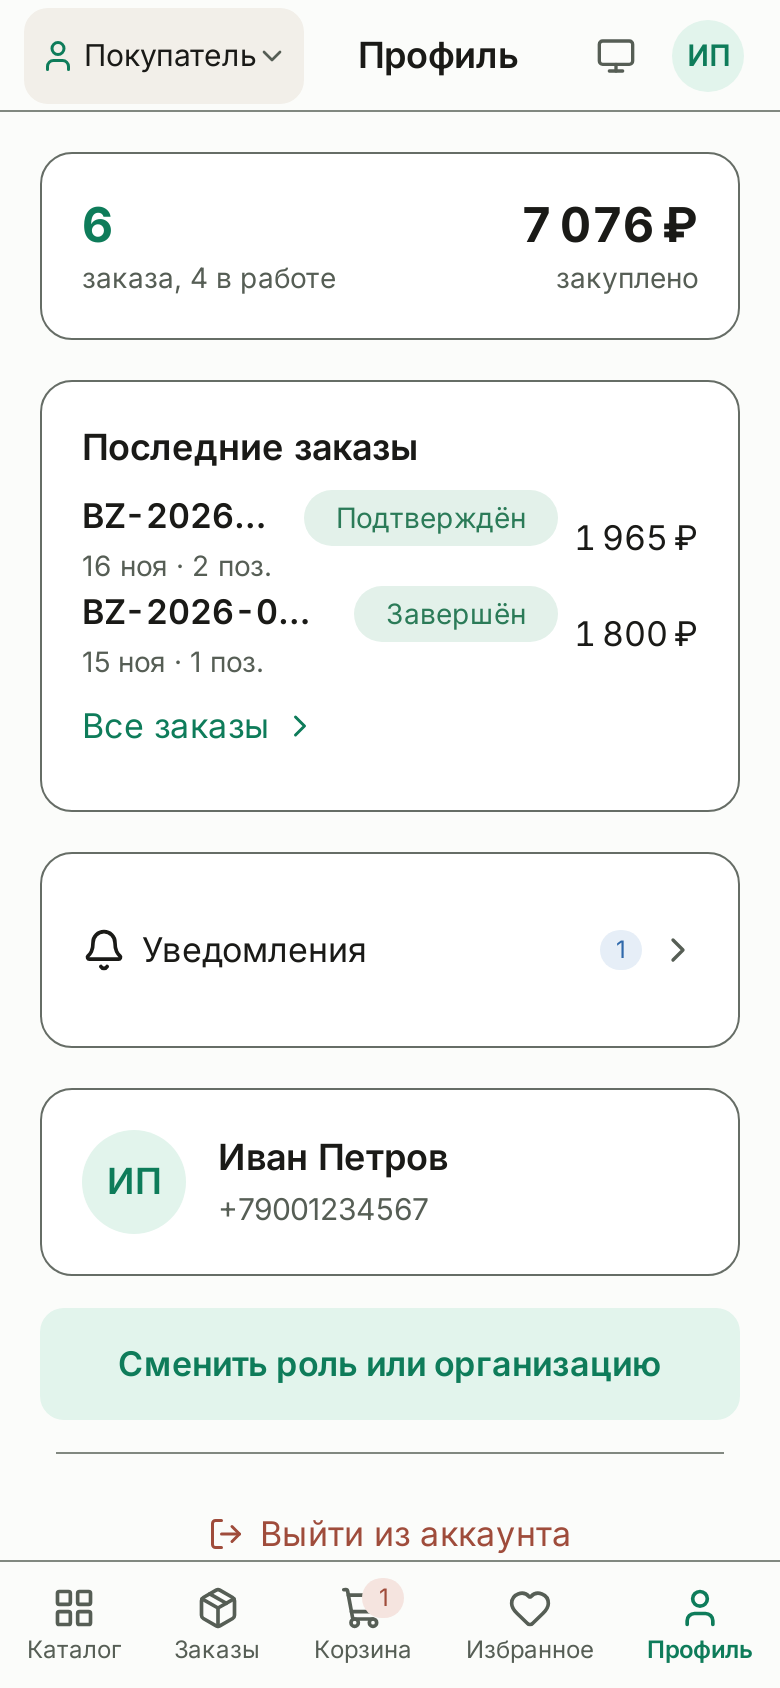 Покупатель
Профиль
ИП
6
7 076 ₽
заказа, 4 в работе
закуплено
Последние заказы
BZ-2026...
Подтверждён
1 965 ₽
16 ноя · 2 поз.
BZ-2026-0...
Завершён
1 800 ₽
15 ноя · 1 поз.
Все заказы
Уведомления
1
ИП
Иван Петров
+79001234567
Сменить роль или организацию
Выйти из аккаунта
1
Каталог
Заказы
Корзина
Избранное
Профиль